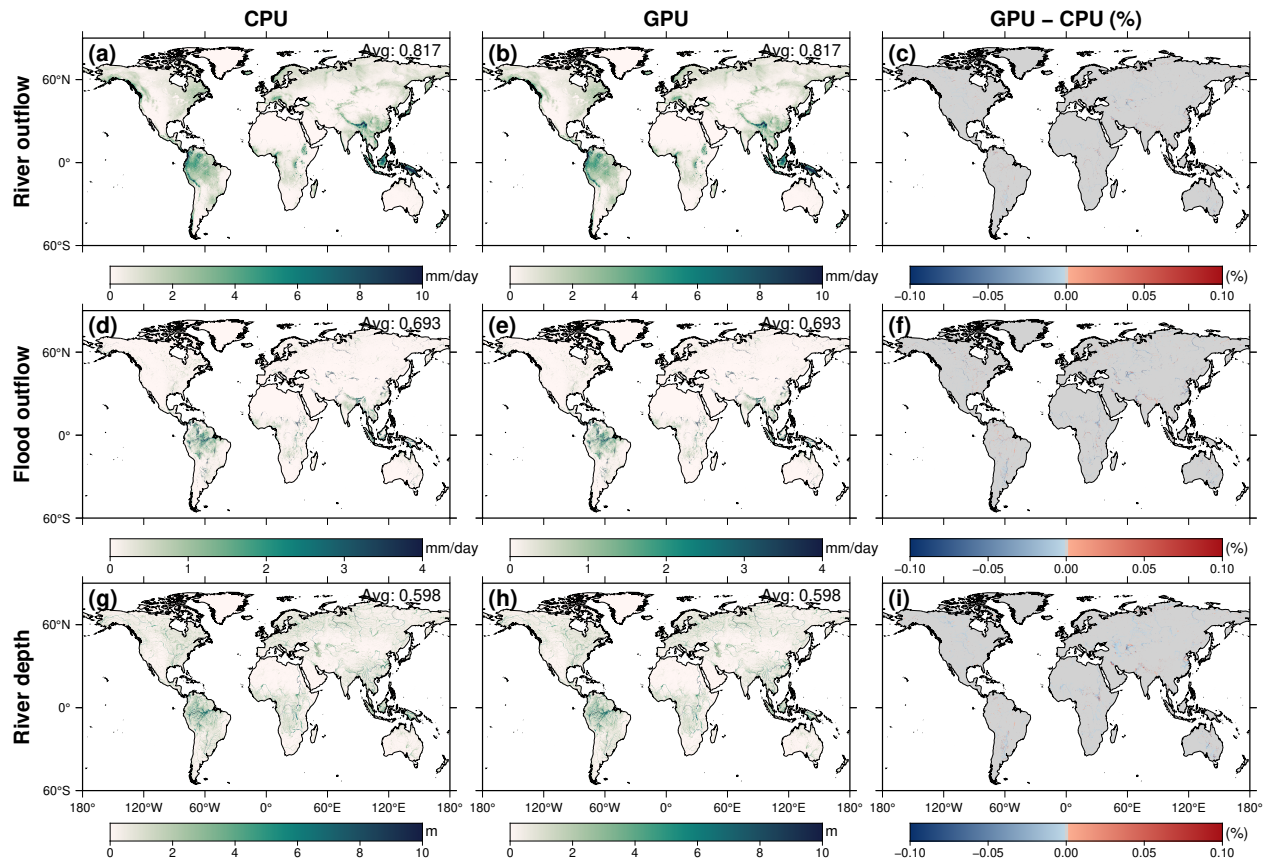 CPU GPU GPU − CPU (%)
River outflow
(a) Avg: 0.817 (b) Avg: 0.817 (c)
60°N
0°
60°S
mm/day mm/day (%)
0 2 4 6 8 10 0 2 4 6 8 10 −0.10 −0.05 0.00 0.05 0.10
Flood outflow
(d) Avg: 0.693 (e) Avg: 0.693 (f)
60°N
0°
60°S
mm/day mm/day (%)
0 1 2 3 4 0 1 2 3 4 −0.10 −0.05 0.00 0.05 0.10
River depth
(g) Avg: 0.598 (h) Avg: 0.598 (i)
60°N
0°
60°S
180° 120°W 60°W 0° 60°E 120°E 180° 180° 120°W 60°W 0° 60°E 120°E 180° 180° 120°W 60°W 0° 60°E 120°E 180°
m m (%)
0 2 4 6 8 10 0 2 4 6 8 10 −0.10 −0.05 0.00 0.05 0.10